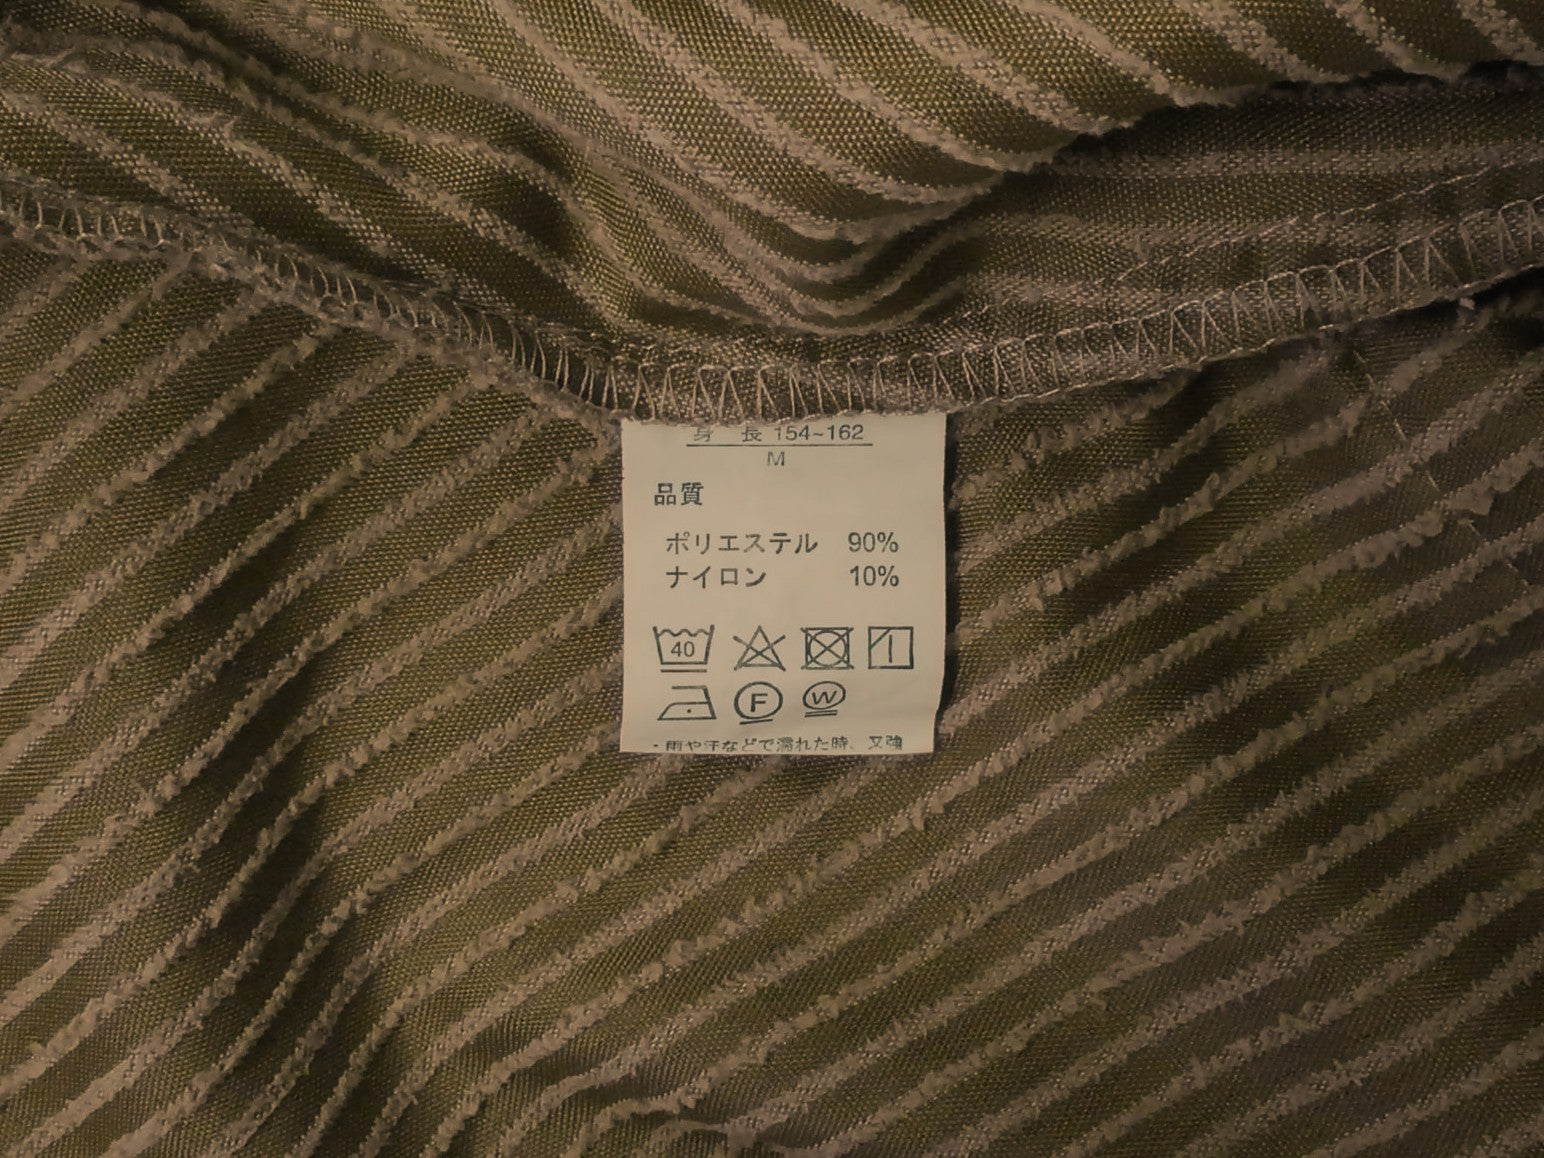 身 長 154~162
M
品質
ポリエステル 90%
ナイロン 10%
40
F W
・雨や汗などで濡れた時、又強